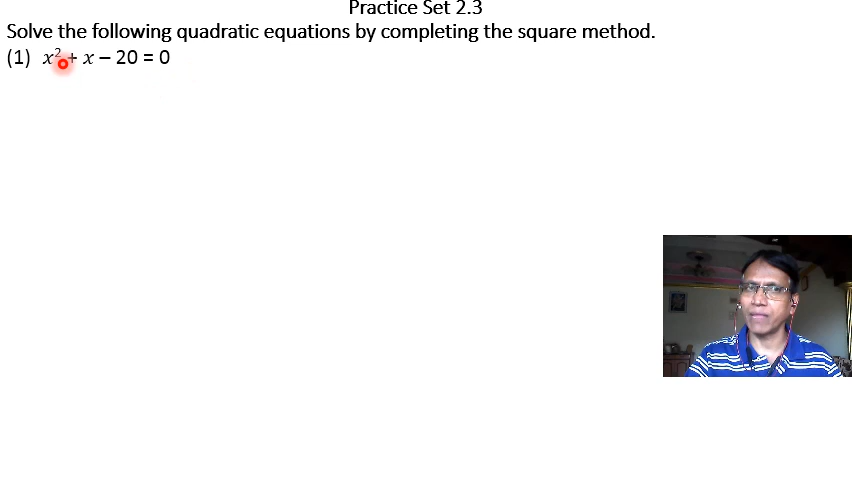 Practice Set 2.3
Solve the following quadratic equations by completing the square method.
(1) x² + x – 20 = 0